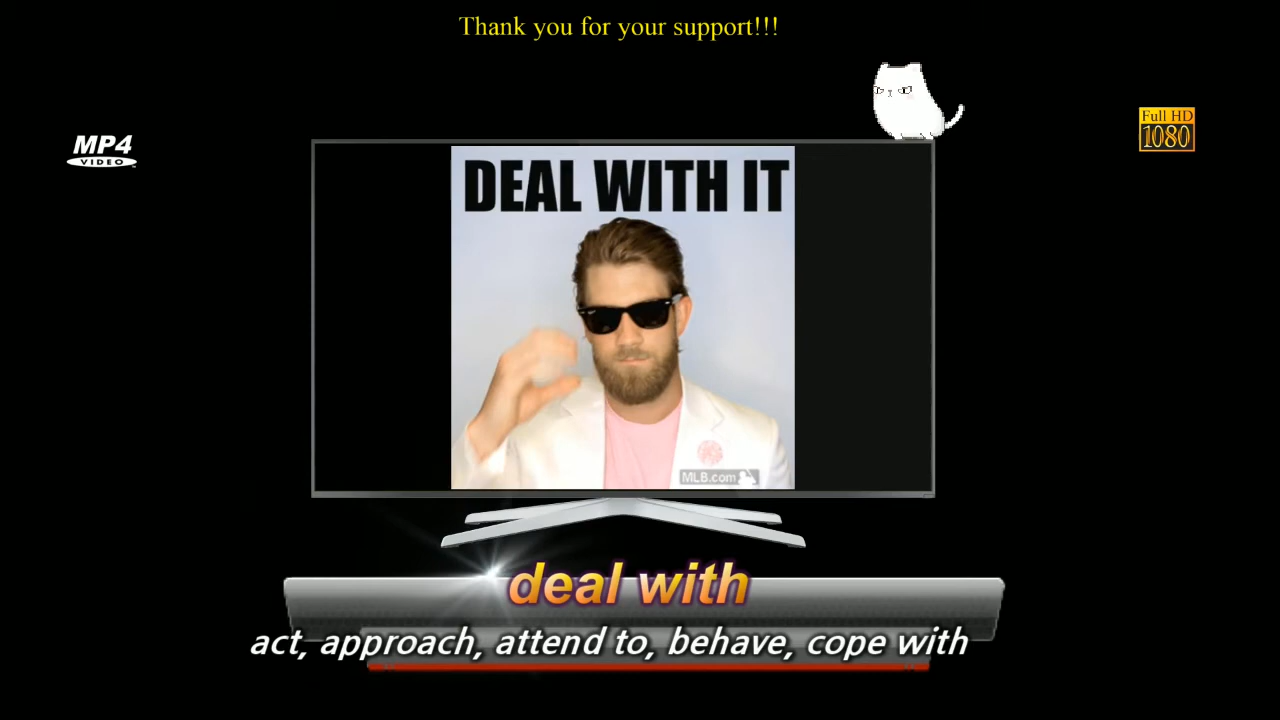 Thank you for your support!!!
MP4
VIDEO
Full HD
1080
DEAL WITH IT
MLB.com
deal with
act, approach, attend to, behave, cope with